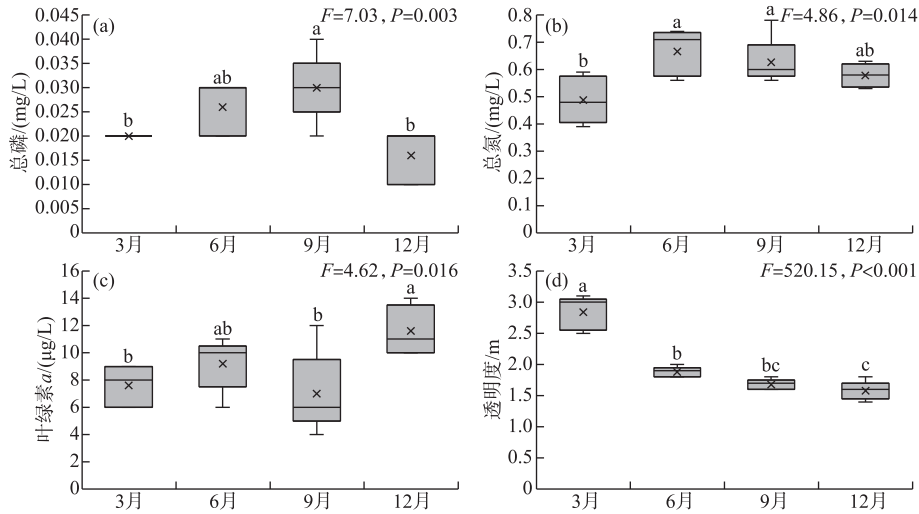 (a)
F=7.03, P=0.003
总磷/(mg/L)
0.045
0.040
0.035
0.030
0.025
0.020
0.015
0.010
0.005
0
b
ab
a
b
3月 6月 9月 12月
(b)
F=4.86, P=0.014
总氮/(mg/L)
0.8
0.7
0.6
0.5
0.4
0.3
0.2
0.1
0
b
a
a
ab
3月 6月 9月 12月
(c)
F=4.62, P=0.016
叶绿素a/(μg/L)
16
14
12
10
8
6
4
2
0
b
ab
b
a
3月 6月 9月 12月
(d)
F=520.15, P<0.001
透明度/m
3.5
3.0
2.5
2.0
1.5
1.0
0.5
0
a
b
bc
c
3月 6月 9月 12月